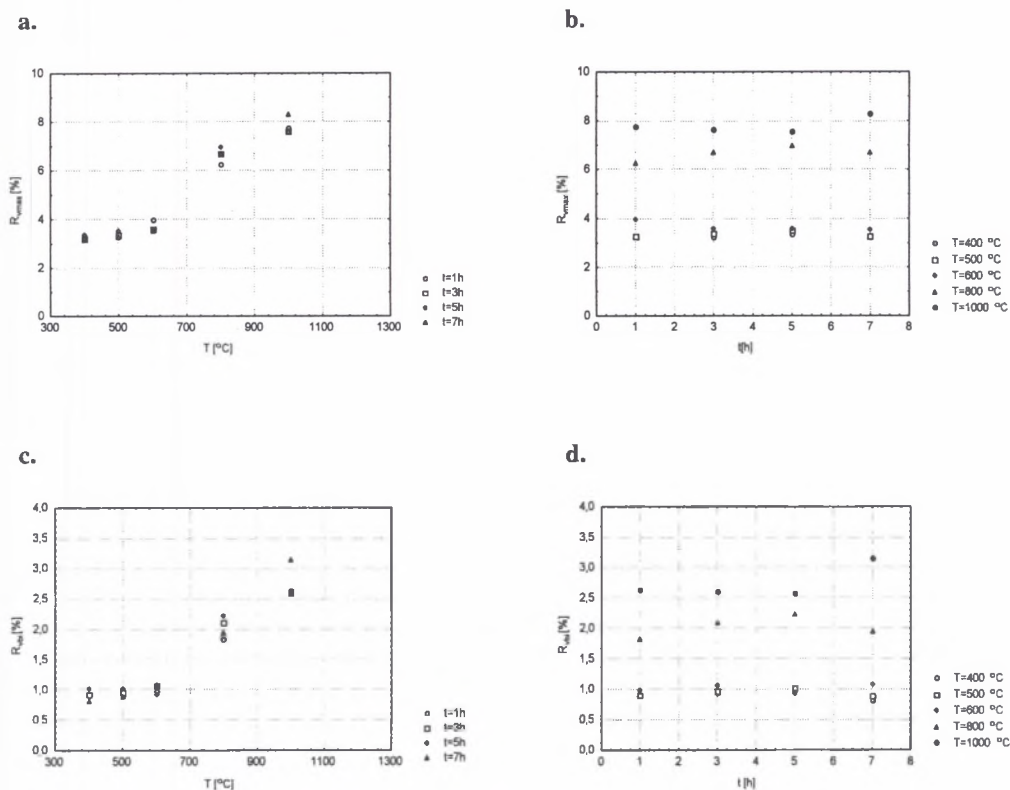 a.
10
8
6
4
2
0
Rvmax [%]
300 500 700 900 1100 1300
T [°C]
t=1h
t=3h
t=5h
t=7h
b.
10
8
6
4
2
0
Rvmax [%]
0 1 2 3 4 5 6 7 8
t[h]
T=400 °C
T=500 °C
T=600 °C
T=800 °C
T=1000 °C
c.
4,0
3,5
3,0
2,5
2,0
1,5
1,0
0,5
0,0
[%]
300 500 700 900 1100 1300
T [°C]
t=1h
t=3h
t=5h
t=7h
d.
4,0
3,5
3,0
2,5
2,0
1,5
1,0
0,5
0,0
[%]
0 1 2 3 4 5 6 7 8
t [h]
T=400 °C
T=500 °C
T=600 °C
T=800 °C
T=1000 °C